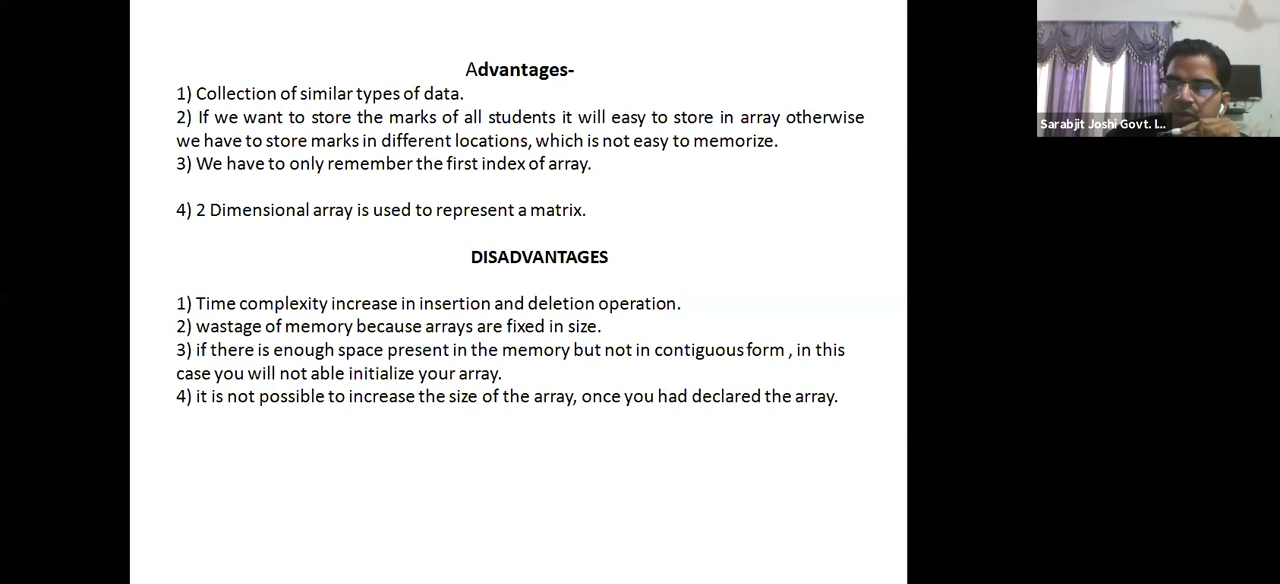 Advantages-
1) Collection of similar types of data.
2) If we want to store the marks of all students it will easy to store in array otherwise
we have to store marks in different locations, which is not easy to memorize.
3) We have to only remember the first index of array.
4) 2 Dimensional array is used to represent a matrix.
DISADVANTAGES
1) Time complexity increase in insertion and deletion operation.
2) wastage of memory because arrays are fixed in size.
3) if there is enough space present in the memory but not in contiguous form , in this
case you will not able initialize your array.
4) it is not possible to increase the size of the array, once you had declared the array.
Sarabjit Joshi Govt. I...